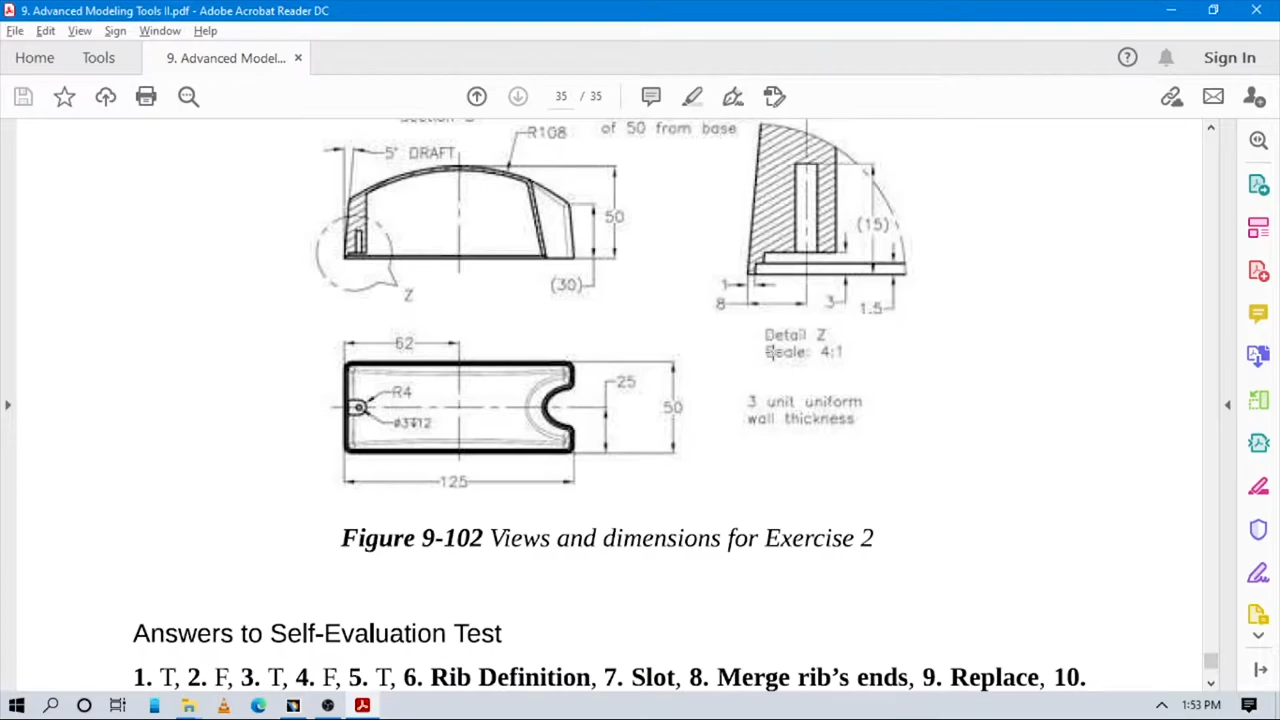 9. Advanced Modeling Tools II.pdf - Adobe Acrobat Reader DC
File Edit View Sign Window Help
Home Tools 9. Advanced Model... × Sign In
35 / 35
R108
of 50 from base
5° DRAFT
50
(15)
(30)
Z
1
8
3
1.5
Detail Z
Scale: 4:1
62
25
R4
50
3 unit uniform
wall thickness
ø3↧12
125
Figure 9-102 Views and dimensions for Exercise 2
Answers to Self-Evaluation Test
1. T, 2. F, 3. T, 4. F, 5. T, 6. Rib Definition, 7. Slot, 8. Merge rib’s ends, 9. Replace, 10.
1:53 PM